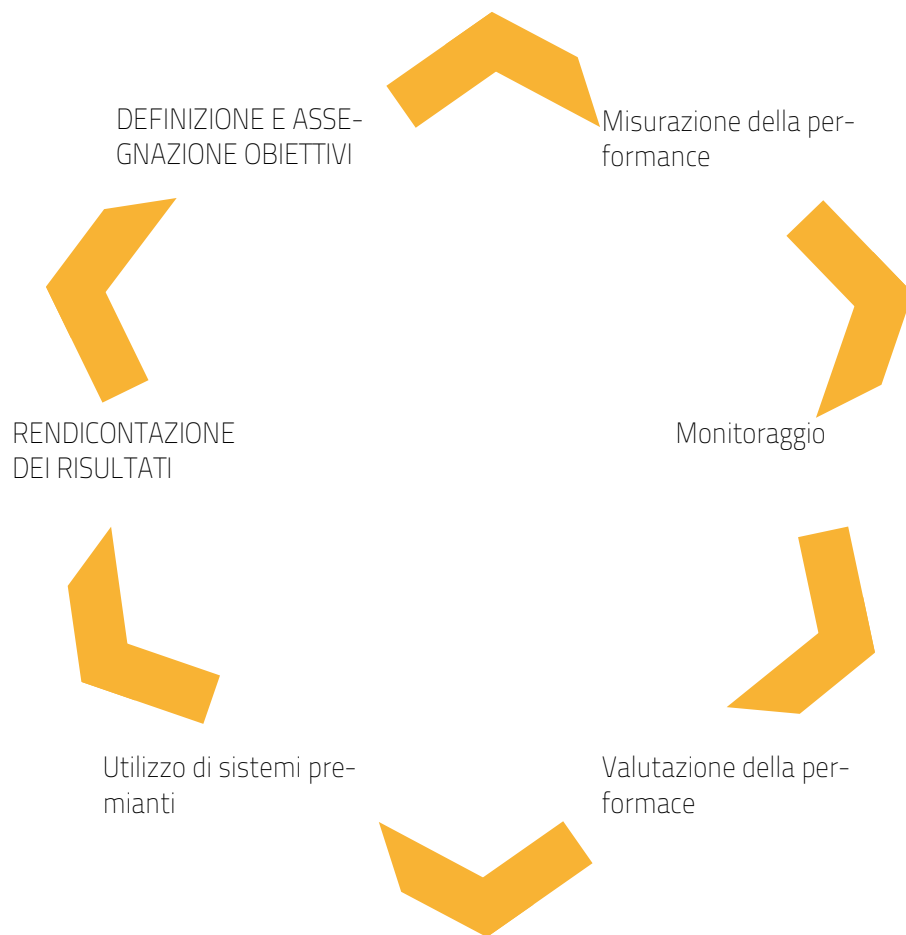 DEFINIZIONE E ASSE-
GNAZIONE OBIETTIVI
Misurazione della per-
formance
Monitoraggio
Valutazione della per-
formace
Utilizzo di sistemi pre-
mianti
RENDICONTAZIONE
DEI RISULTATI